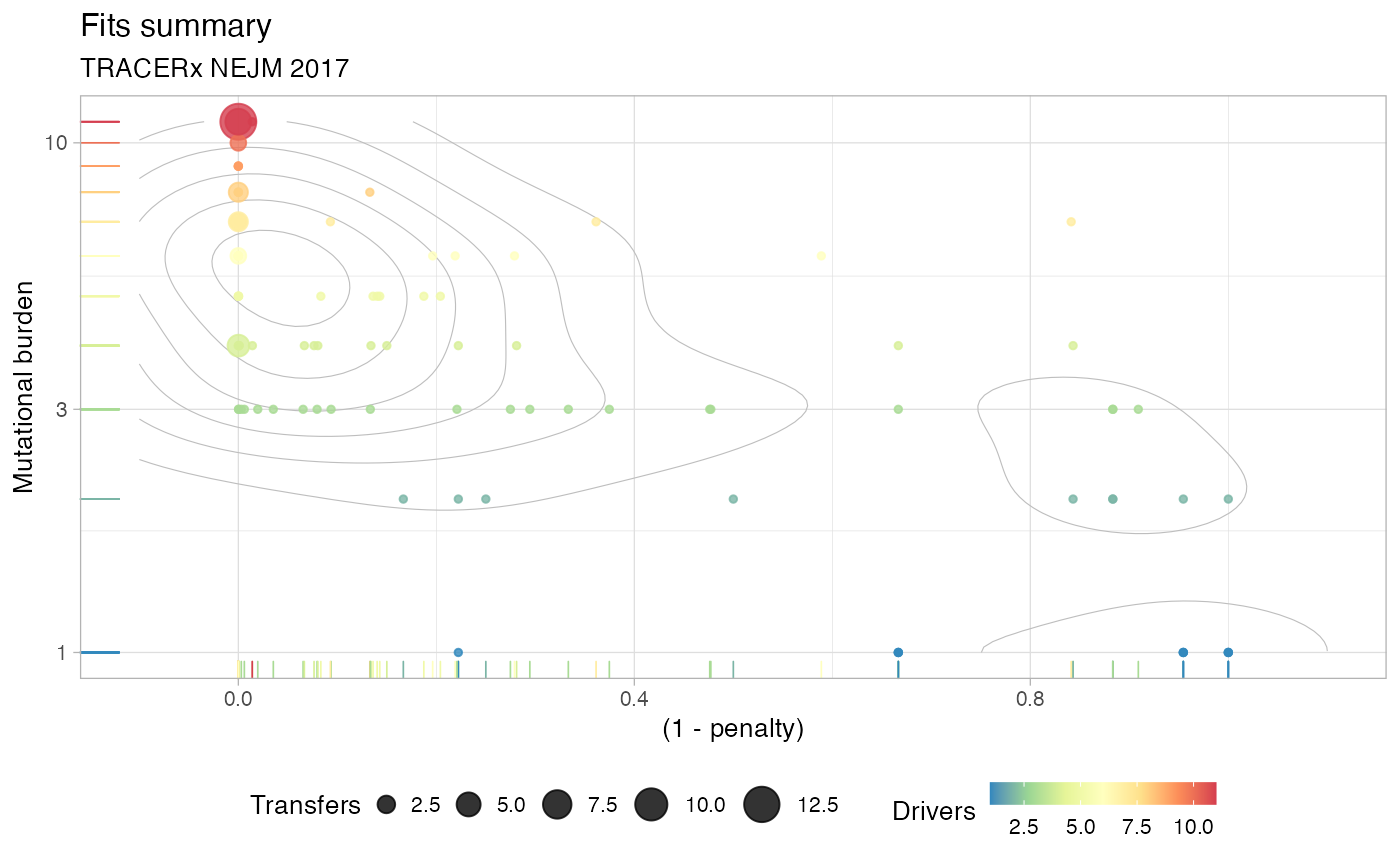 Fits summary
TRACERx NEJM 2017
Mutational burden
10
3
1
0.0 0.4 0.8
(1 - penalty)
Transfers 2.5 5.0 7.5 10.0 12.5
Drivers 2.5 5.0 7.5 10.0